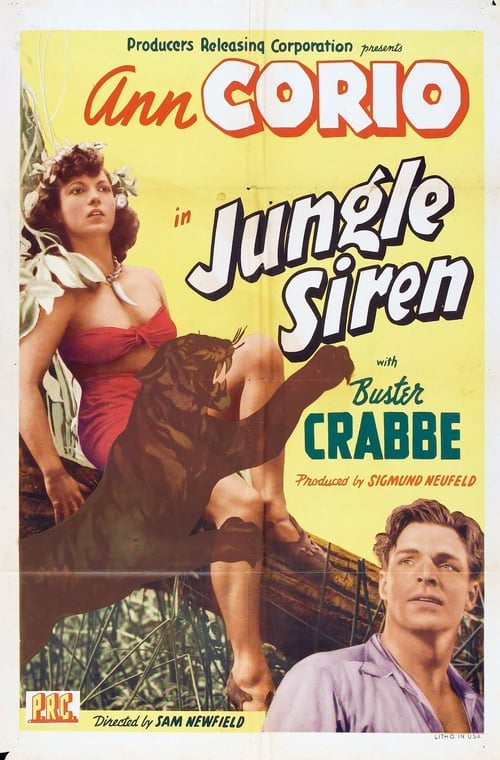 Producers Releasing Corporation presents
Ann CORIO
in Jungle
Siren
with
Buster
CRABBE
Produced by SIGMUND NEUFELD
P.R.C.
Directed by SAM NEWFIELD
LITHO. IN U.S.A.